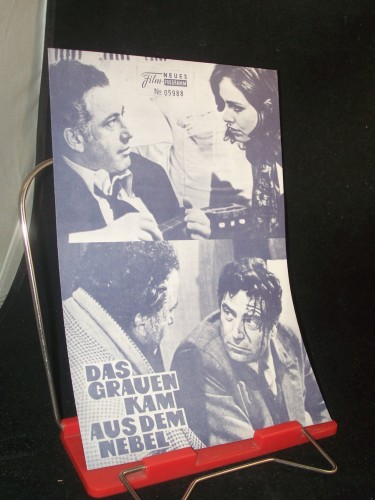 NEUES
Film PROGRAMM
Nr. 05988
DAS
GRAUEN
KAM
AUS DEM
NEBEL